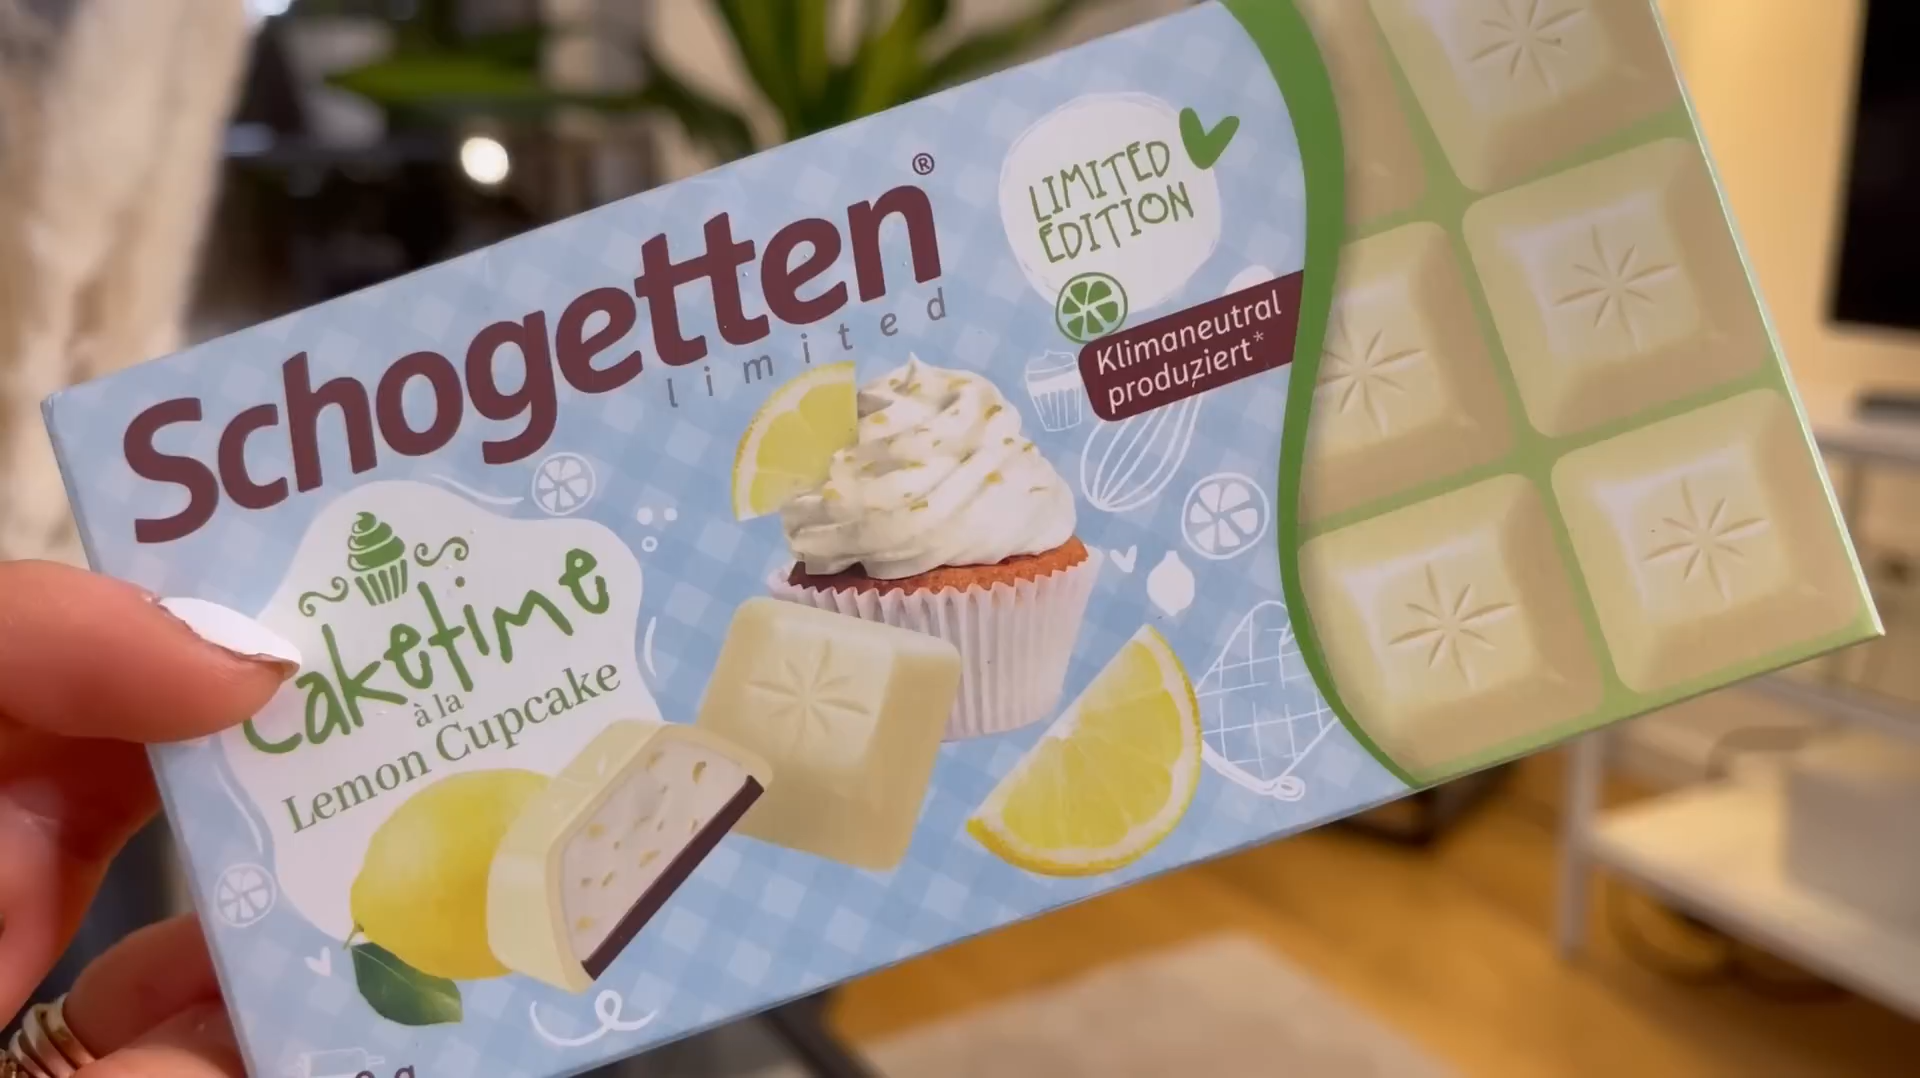 Schogetten®
limited
LIMITED
EDITION
Klimaneutral
produziert*
Caketime
à la
Lemon Cupcake